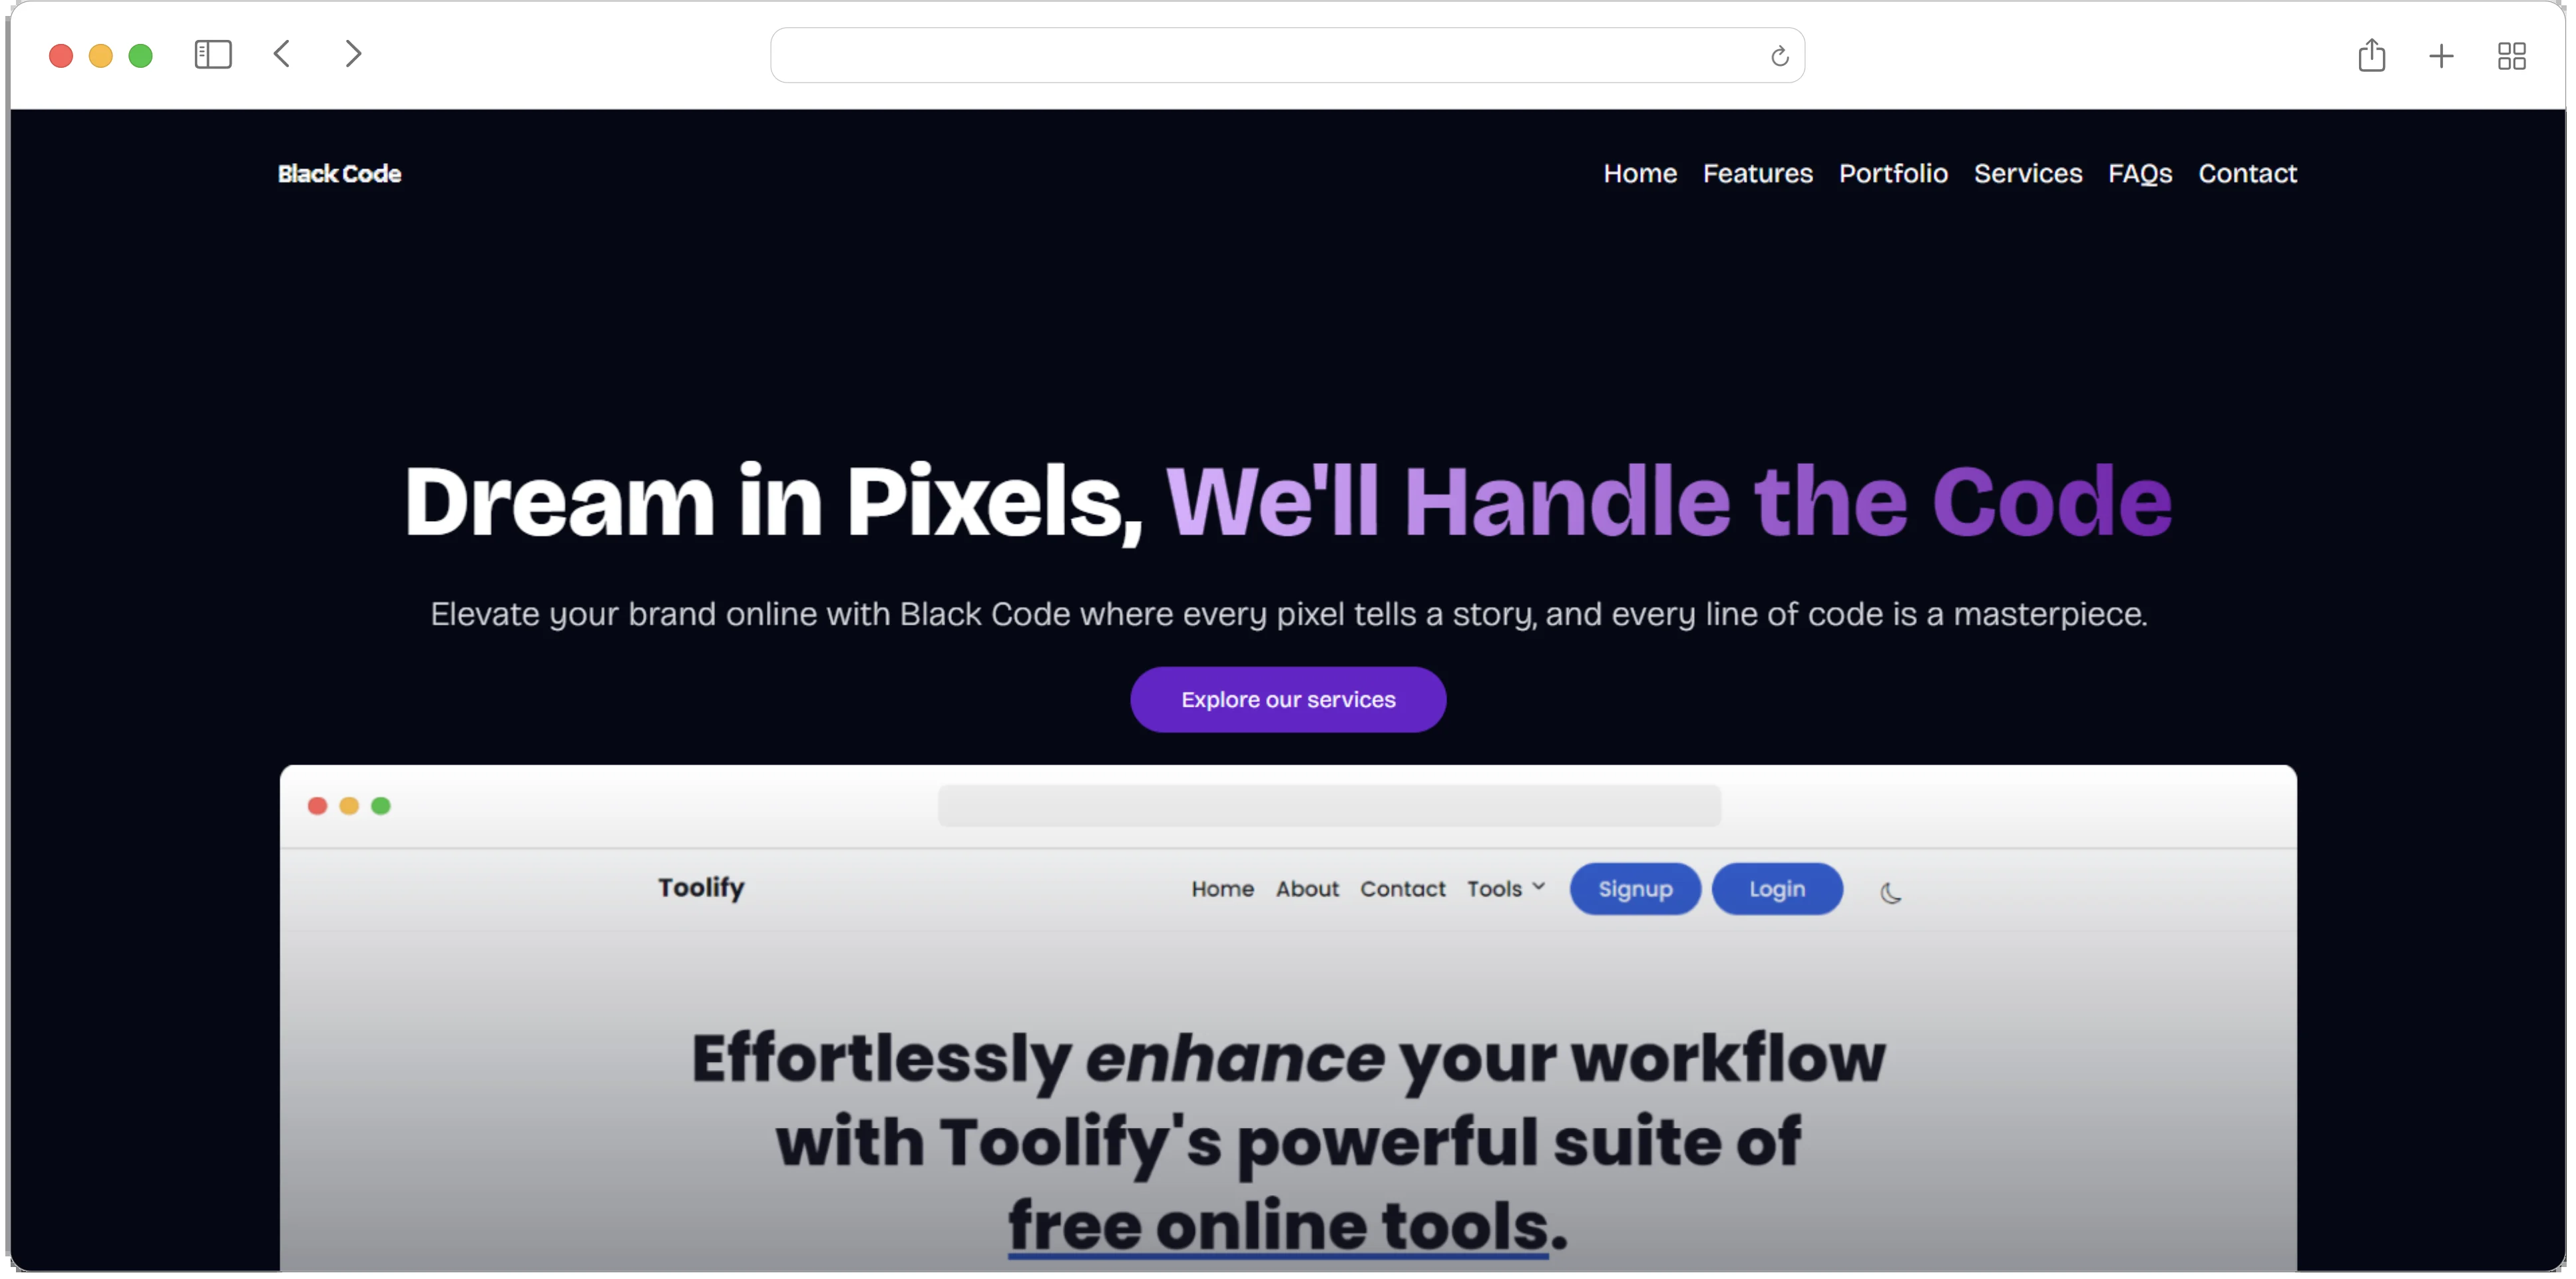 Black Code
Home Features Portfolio Services FAQs Contact
Dream in Pixels, We'll Handle the Code
Elevate your brand online with Black Code where every pixel tells a story, and every line of code is a masterpiece.
Explore our services
Toolify
Home About Contact Tools Signup Login
Effortlessly enhance your workflow
with Toolify's powerful suite of
free online tools.